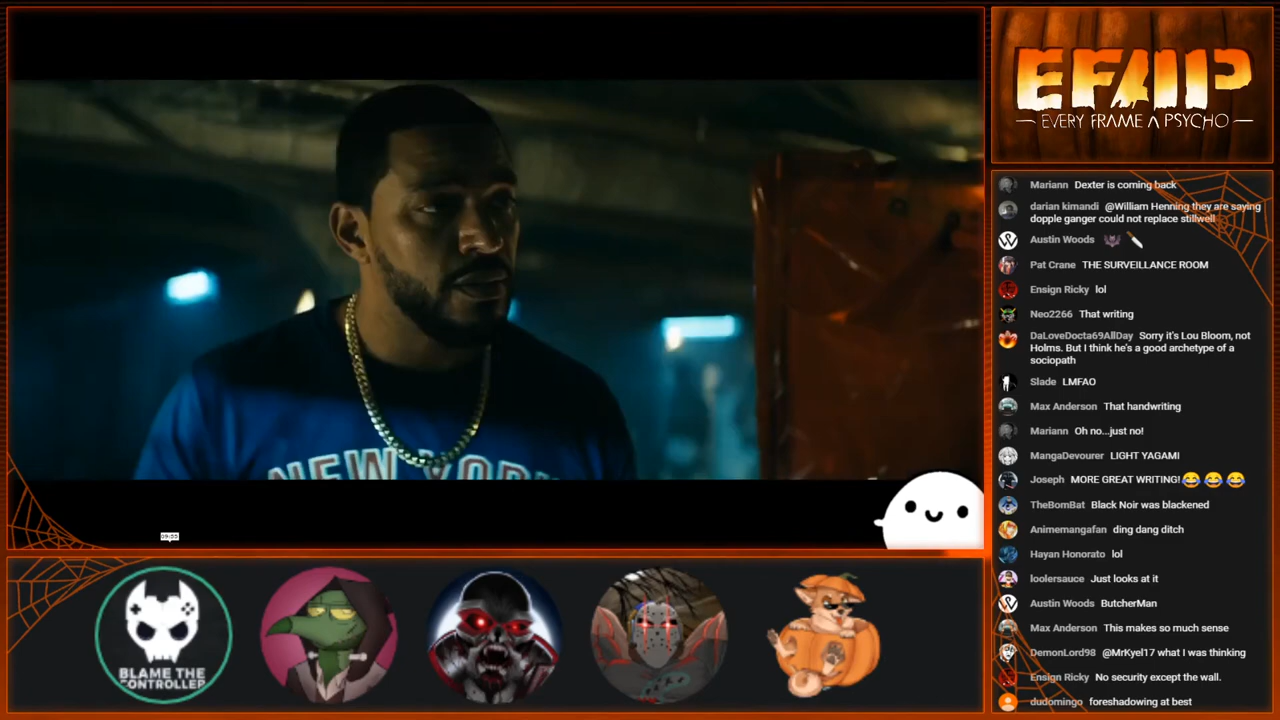 NEW YORK
09:55
BLAME THE
CONTROLLER
EFAP
EVERY FRAME A PSYCHO
Mariann Dexter is coming back
darian kimandi @William Henning they are saying
dopple ganger could not replace stillwell
Austin Woods
Pat Crane THE SURVEILLANCE ROOM
Ensign Ricky lol
Neo2266 That writing
DaLoveDocta69AllDay Sorry it's Lou Bloom, not
Holms. But I think he's a good archetype of a
sociopath
Slade LMFAO
Max Anderson That handwriting
Mariann Oh no...just no!
MangaDevourer LIGHT YAGAMI
Joseph MORE GREAT WRITING!😂😂😂
TheBomBat Black Noir was blackened
Animemangafan ding dang ditch
Hayan Honorato lol
loolersauce Just looks at it
Austin Woods ButcherMan
Max Anderson This makes so much sense
DemonLord98 @MrKyel17 what I was thinking
Ensign Ricky No security except the wall.
dudomingo foreshadowing at best